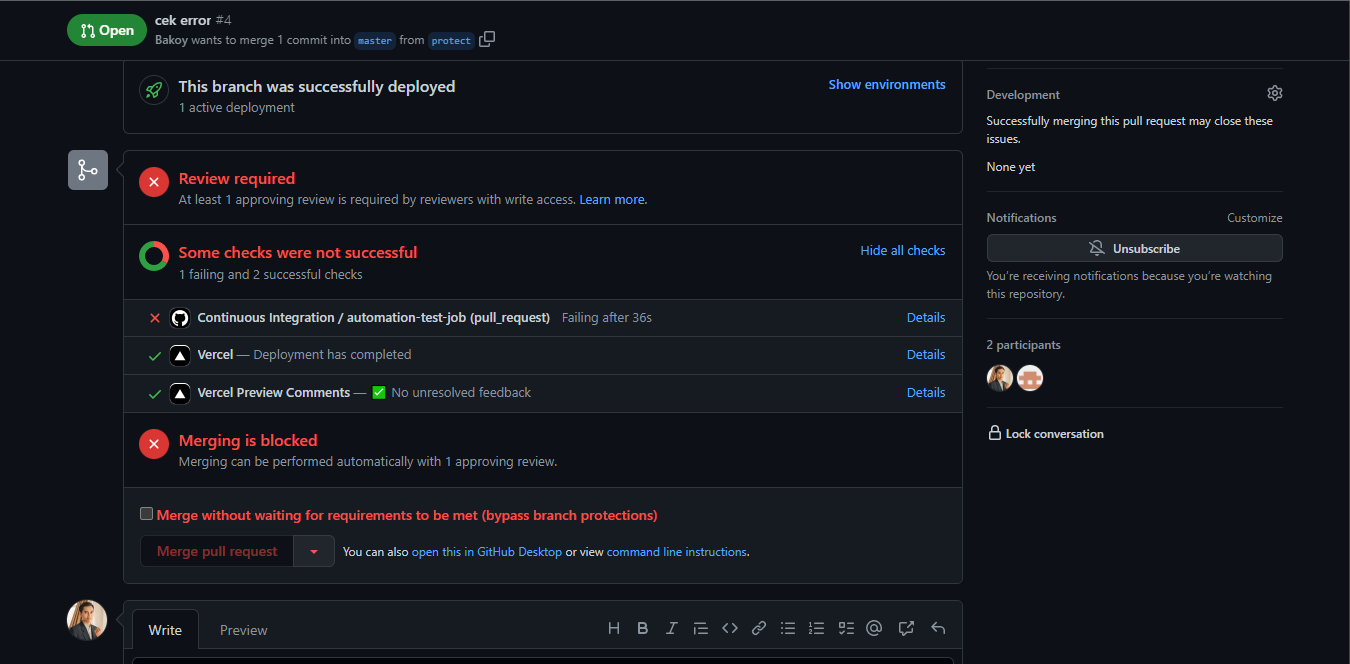 Open
cek error #4
Bakoy wants to merge 1 commit into master from protect
This branch was successfully deployed
Show environments
1 active deployment
Review required
At least 1 approving review is required by reviewers with write access. Learn more.
Some checks were not successful
Hide all checks
1 failing and 2 successful checks
Continuous Integration / automation-test-job (pull_request) Failing after 36s Details
Vercel — Deployment has completed Details
Vercel Preview Comments — ✅ No unresolved feedback Details
Merging is blocked
Merging can be performed automatically with 1 approving review.
Merge without waiting for requirements to be met (bypass branch protections)
Merge pull request
You can also open this in GitHub Desktop or view command line instructions.
Write Preview
Development
Successfully merging this pull request may close these
issues.
None yet
Notifications Customize
Unsubscribe
You're receiving notifications because you're watching
this repository.
2 participants
Lock conversation